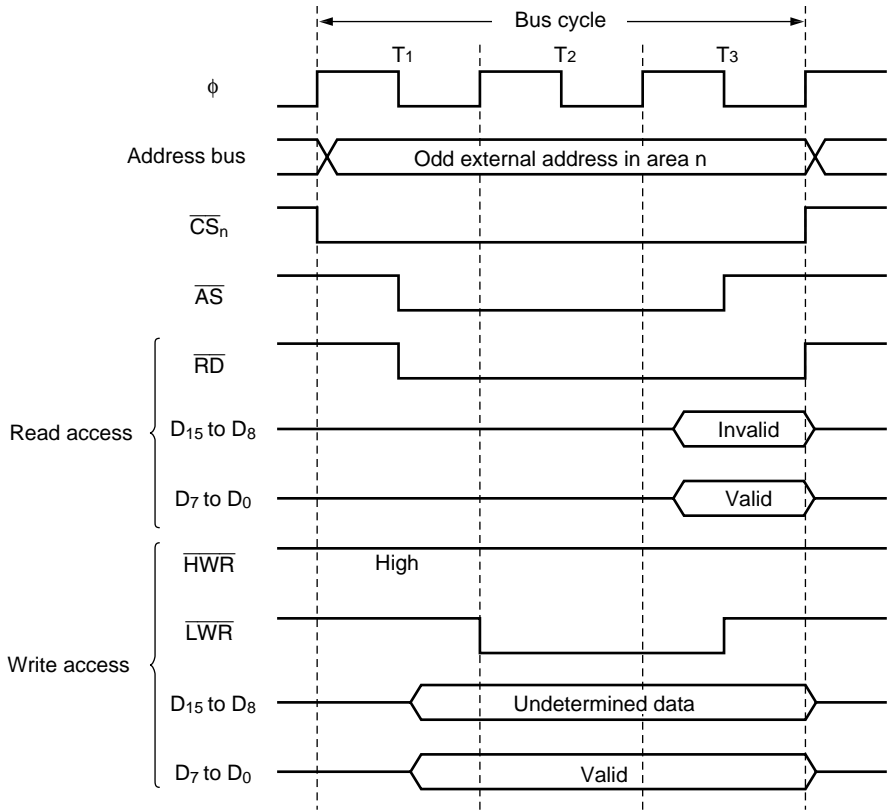 Bus cycle
T1 T2 T3
ϕ
Address bus Odd external address in area n
CSn
AS
RD
Read access
D15 to D8 Invalid
D7 to D0 Valid
HWR High
LWR
Write access
D15 to D8 Undetermined data
D7 to D0 Valid